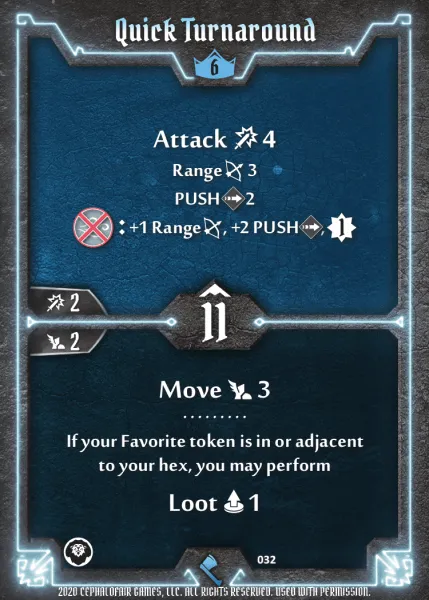 Quick Turnaround
6
Attack 4
Range 3
PUSH 2
: +1 Range, +2 PUSH, 1
2
11
2
Move 3
.........
If your Favorite token is in or adjacent
to your hex, you may perform
Loot 1
032
2020 CEPHALOFAIR GAMES, LLC. ALL RIGHTS RESERVED. USED WITH PERMISSION.